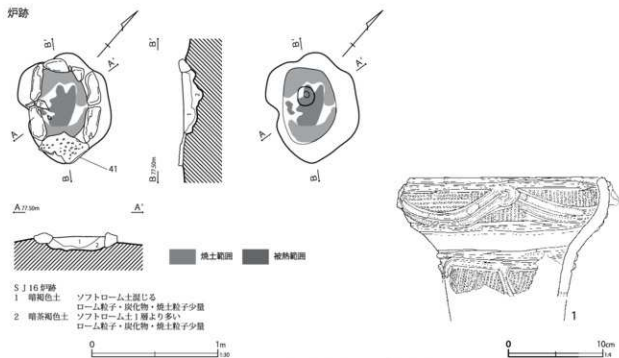 炉跡
B'
A'
A
B
41
B'
B 77.50m
1
2
B'
A'
A
B
A 77.50m
A'
1
2
焼土範囲
被熱範囲
SJ16炉跡
1 暗褐色土 ソフトローム土混じる
ローム粒子・炭化物・焼土粒子少量
2 暗茶褐色土 ソフトローム土1層より多い
ローム粒子・炭化物・焼土粒子少量
0 1m
1:30
1
0 10cm
1:4